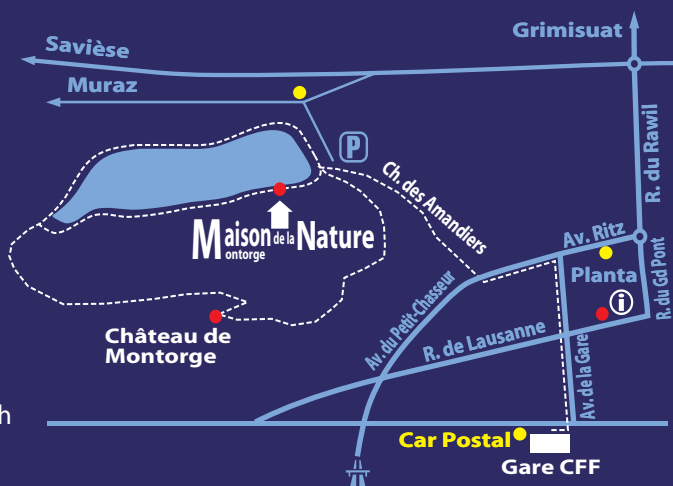 Grimisuat
Savièse
Muraz
P
R. du Rawil
Ch. des Amandiers
Maison de la Nature
ontorge
Av. Ritz
Planta
i
R. du Gd Pont
Av. du Petit-Chasseur
R. de Lausanne
Château de
Montorge
Av. de la Gare
h
Car Postal
Gare CFF